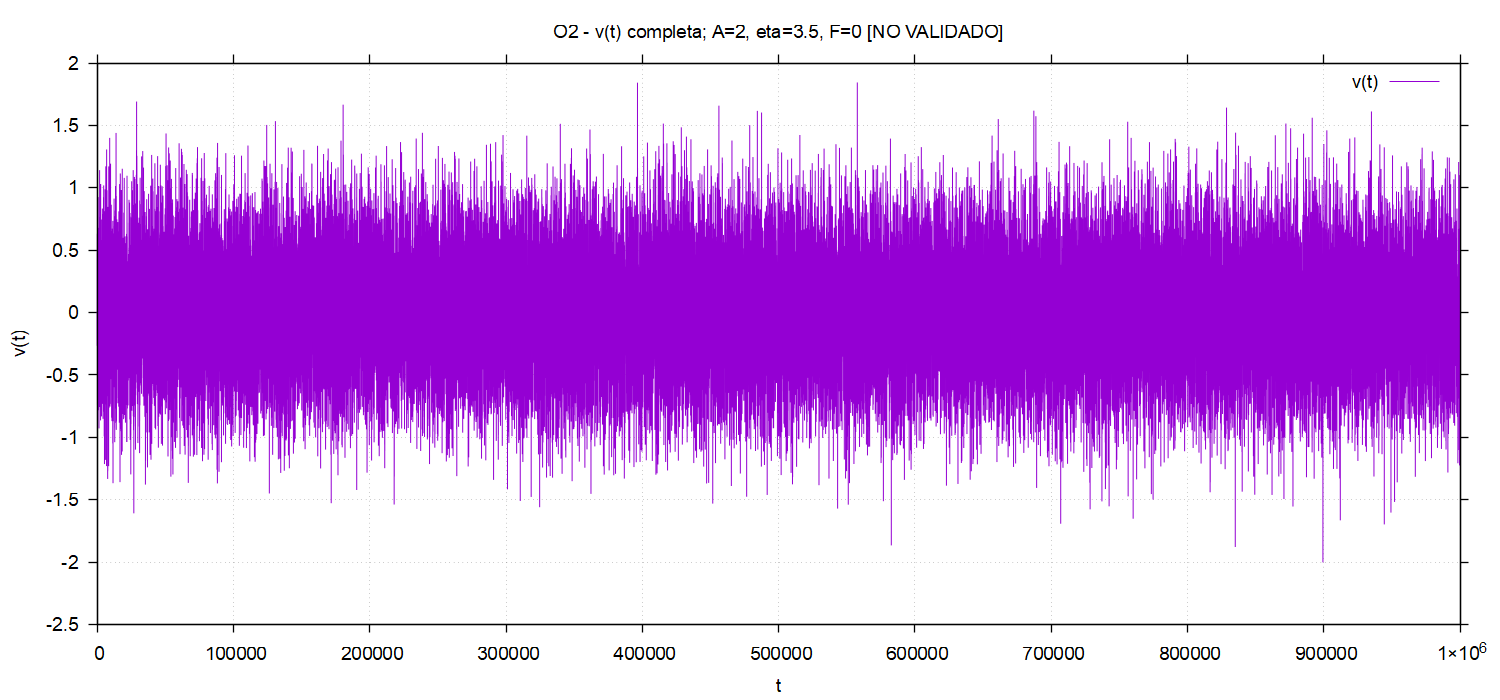 O2 - v(t) completa; A=2, eta=3.5, F=0 [NO VALIDADO]
v(t)
2
1.5
1
0.5
0
-0.5
-1
-1.5
-2
-2.5
v(t)
0 100000 200000 300000 400000 500000 600000 700000 800000 900000 1×10⁶
t